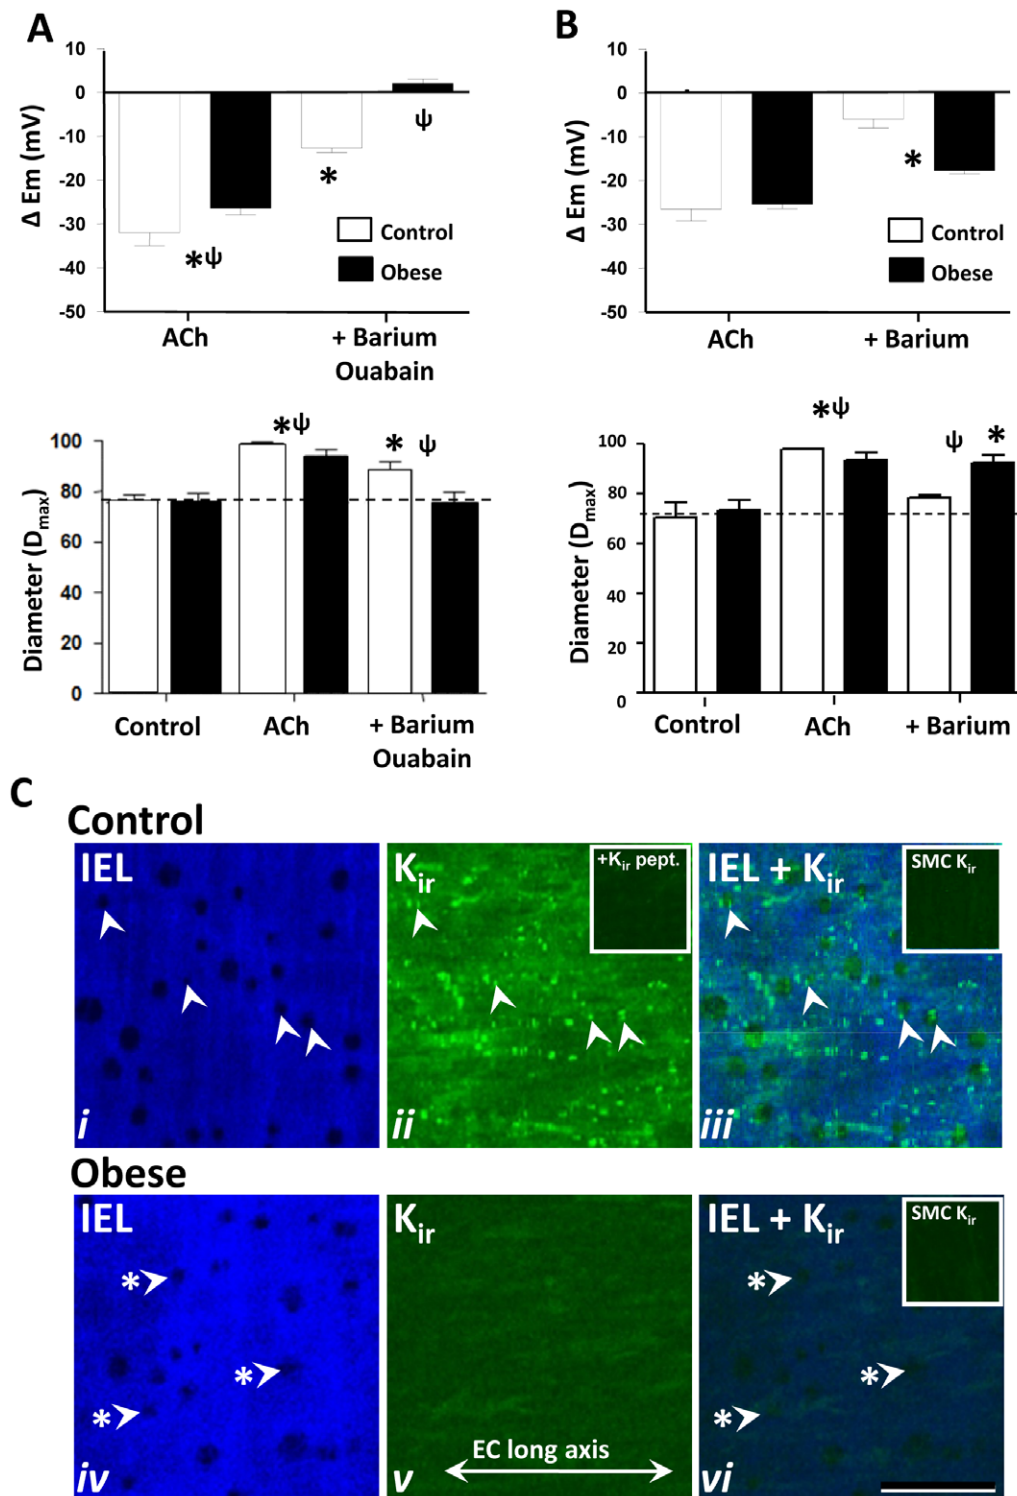 A
10
0
-10
-20
-30
-40
-50
Δ Em (mV)
ψ
*
*ψ
Control
Obese
ACh
+ Barium
Ouabain
B
10
0
-10
-20
-30
-40
-50
Δ Em (mV)
*
Control
Obese
ACh
+ Barium
100
80
60
40
20
0
Diameter (Dmax)
*ψ
* ψ
Control
ACh
+ Barium
Ouabain
100
80
60
40
20
0
Diameter (Dmax)
*ψ
ψ *
Control
ACh
+ Barium
C
Control
IEL
i
Kir
+Kir pept.
ii
IEL + Kir
SMC Kir
iii
Obese
IEL
*
*
*
iv
Kir
EC long axis
v
IEL + Kir
SMC Kir
*
*
*
vi